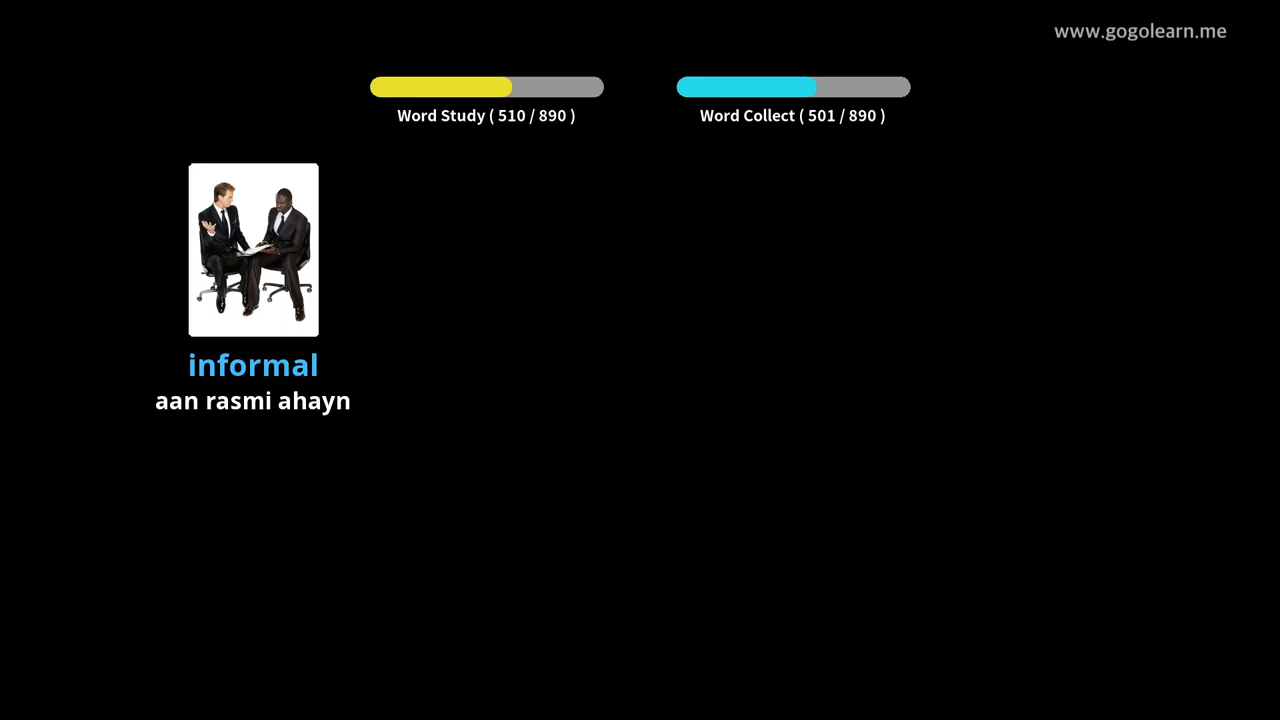 www.gogolearn.me
Word Study ( 510 / 890 )
Word Collect ( 501 / 890 )
informal
aan rasmi ahayn